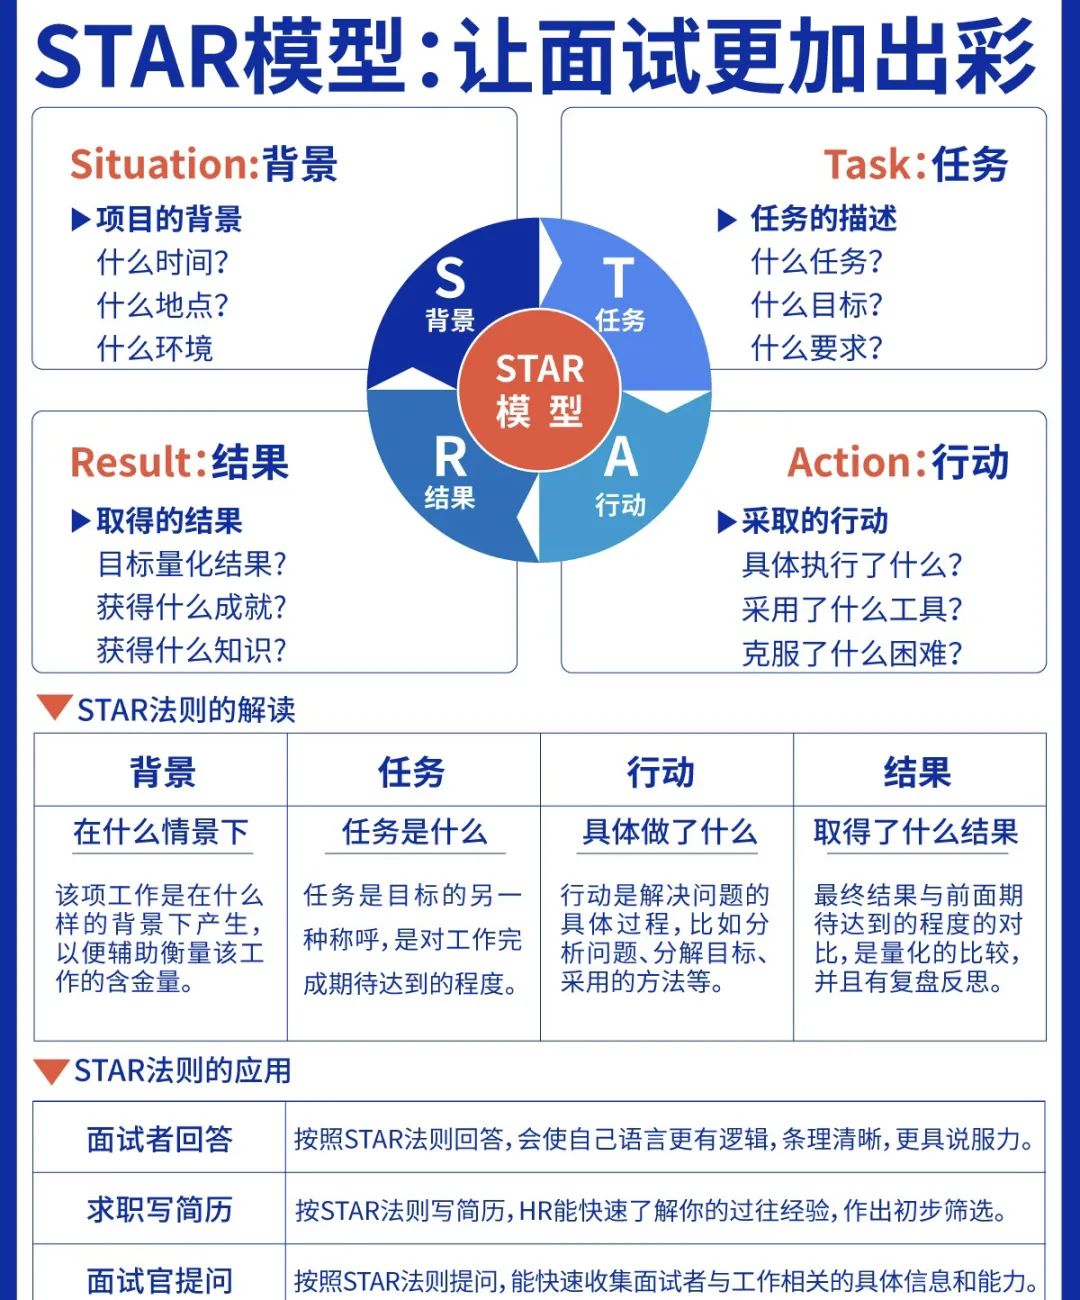 STAR模型：让面试更加出彩
Situation:背景
▶项目的背景
什么时间？
什么地点？
什么环境
Task：任务
▶ 任务的描述
什么任务？
什么目标？
什么要求？
S
背景
T
任务
STAR
模 型
R
结果
A
行动
Result：结果
▶取得的结果
目标量化结果？
获得什么成就？
获得什么知识？
Action：行动
▶采取的行动
具体执行了什么？
采用了什么工具？
克服了什么困难？
STAR法则的解读
背景
任务
行动
结果
在什么情景下
任务是什么
具体做了什么
取得了什么结果
该项工作是在什么
样的背景下产生，
以便辅助衡量该工
作的含金量。
任务是目标的另一
种称呼，是对工作完
成期待达到的程度。
行动是解决问题的
具体过程，比如分
析问题、分解目标、
采用的方法等。
最终结果与前面期
待达到的程度的对
比，是量化的比较，
并且有复盘反思。
STAR法则的应用
面试者回答
按照STAR法则回答，会使自己语言更有逻辑，条理清晰，更具说服力。
求职写简历
按STAR法则写简历，HR能快速了解你的过往经验，作出初步筛选。
面试官提问
按照STAR法则提问，能快速收集面试者与工作相关的具体信息和能力。